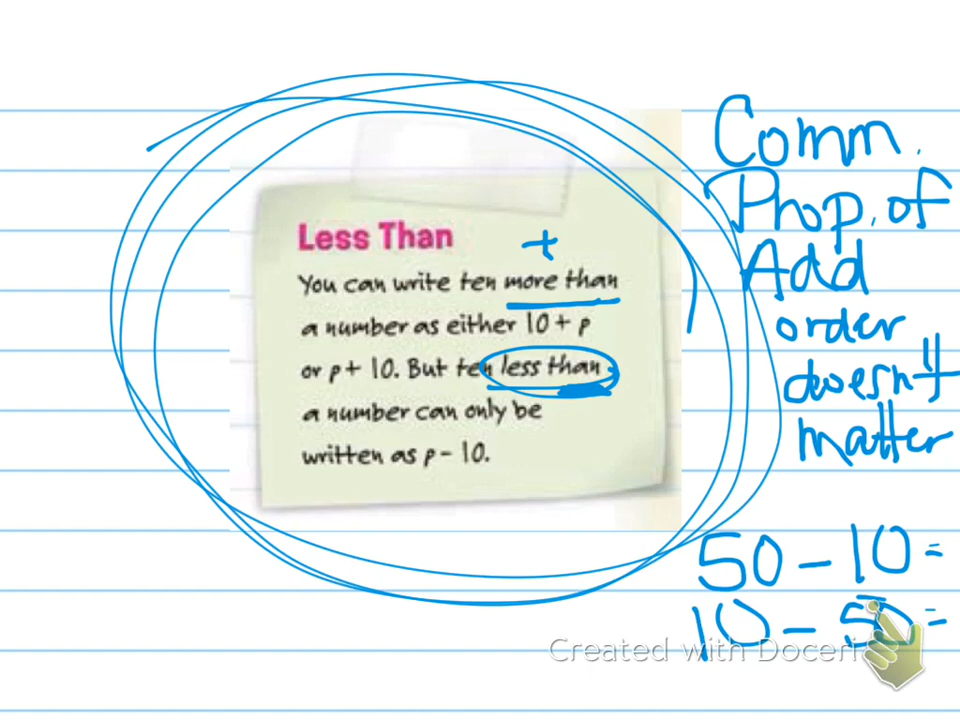 Less Than
+
You can write ten more than
a number as either 10 + p
or p + 10. But ten less than
a number can only be
written as p - 10.
Comm.
Prop. of
Add
order
doesn't
matter
50 - 10 =
10 - 50 =
Created with Doceri